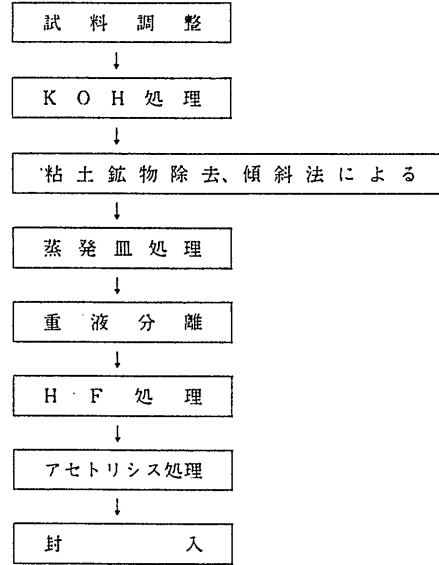 試料調整
↓
KOH処理
↓
粘土鉱物除去、傾斜法による
↓
蒸発皿処理
↓
重液分離
↓
HF処理
↓
アセトリシス処理
↓
封入